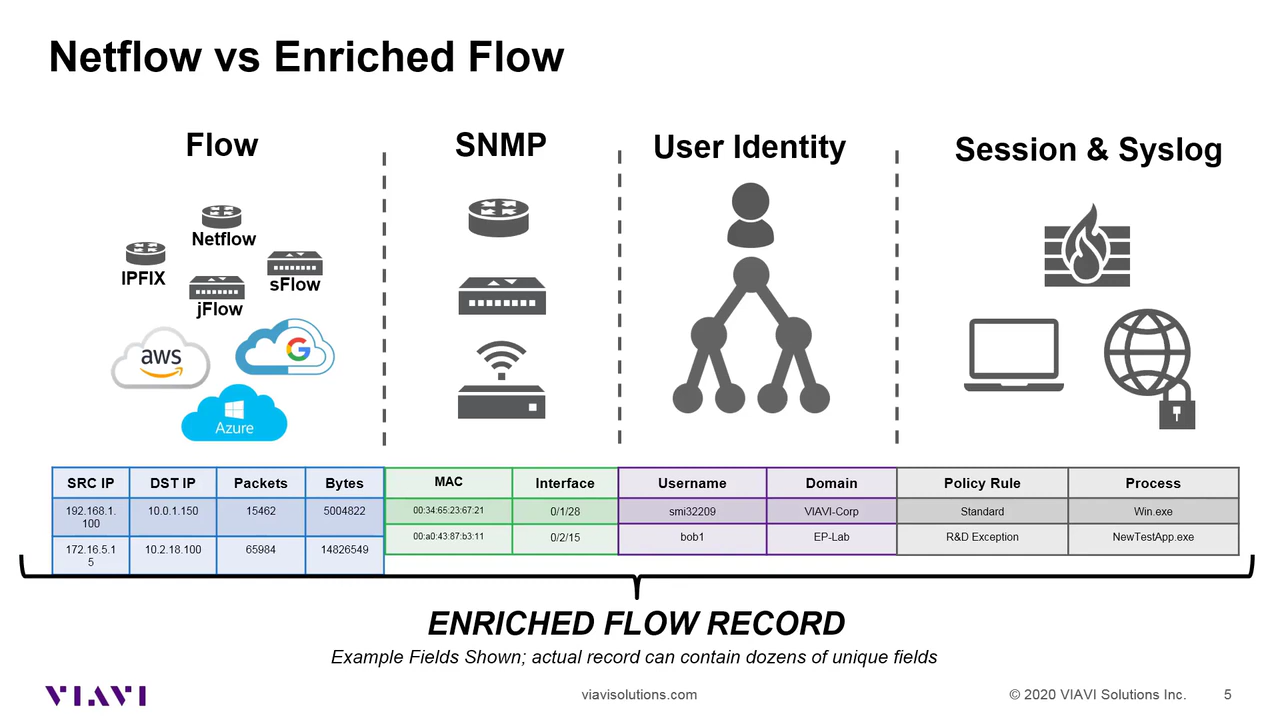 Netflow vs Enriched Flow
Flow
SNMP
User Identity
Session & Syslog
Netflow
IPFIX
sFlow
jFlow
aws
G
Azure
SRC IP DST IP Packets Bytes MAC Interface Username Domain Policy Rule Process
192.168.1.
100 10.0.1.150 15462 5004822 00:34:65:23:67:21 0/1/28 smi32209 VIAVI-Corp Standard Win.exe
172.16.5.1
5 10.2.18.100 65984 14826549 00:a0:43:87:b3:11 0/2/15 bob1 EP-Lab R&D Exception NewTestApp.exe
ENRICHED FLOW RECORD
Example Fields Shown; actual record can contain dozens of unique fields
VIAVI
viavisolutions.com
© 2020 VIAVI Solutions Inc.
5